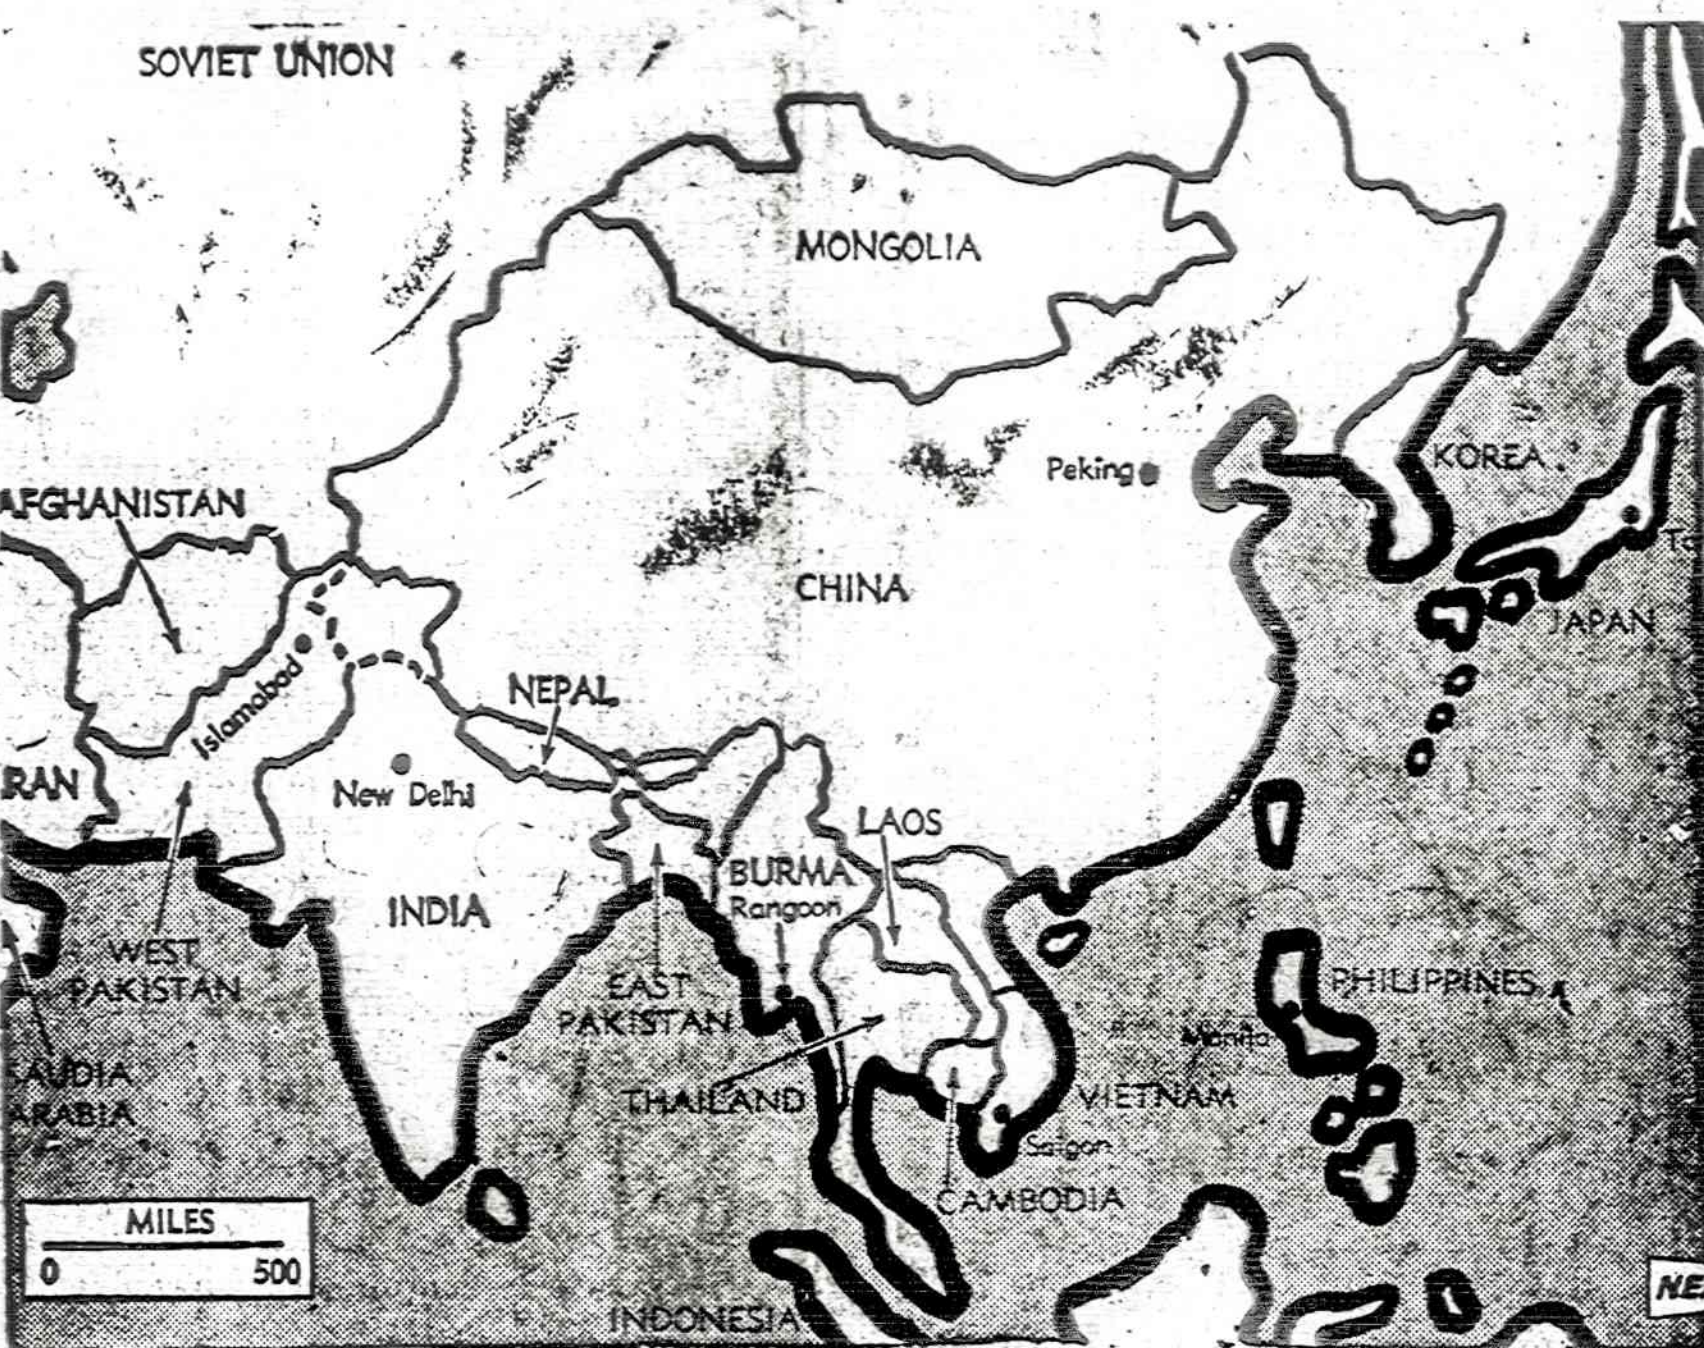 SOVIET UNION
MONGOLIA
KOREA
Peking
AFGHANISTAN
CHINA
JAPAN
Islamabad
NEPAL
RAN
New Delhi
LAOS
BURMA
Rangoon
INDIA
WEST
PAKISTAN
EAST
PAKISTAN
PHILIPPINES
Manila
AUDIA
ARABIA
THAILAND
VIETNAM
Saigon
CAMBODIA
MILES
0 500
INDONESIA